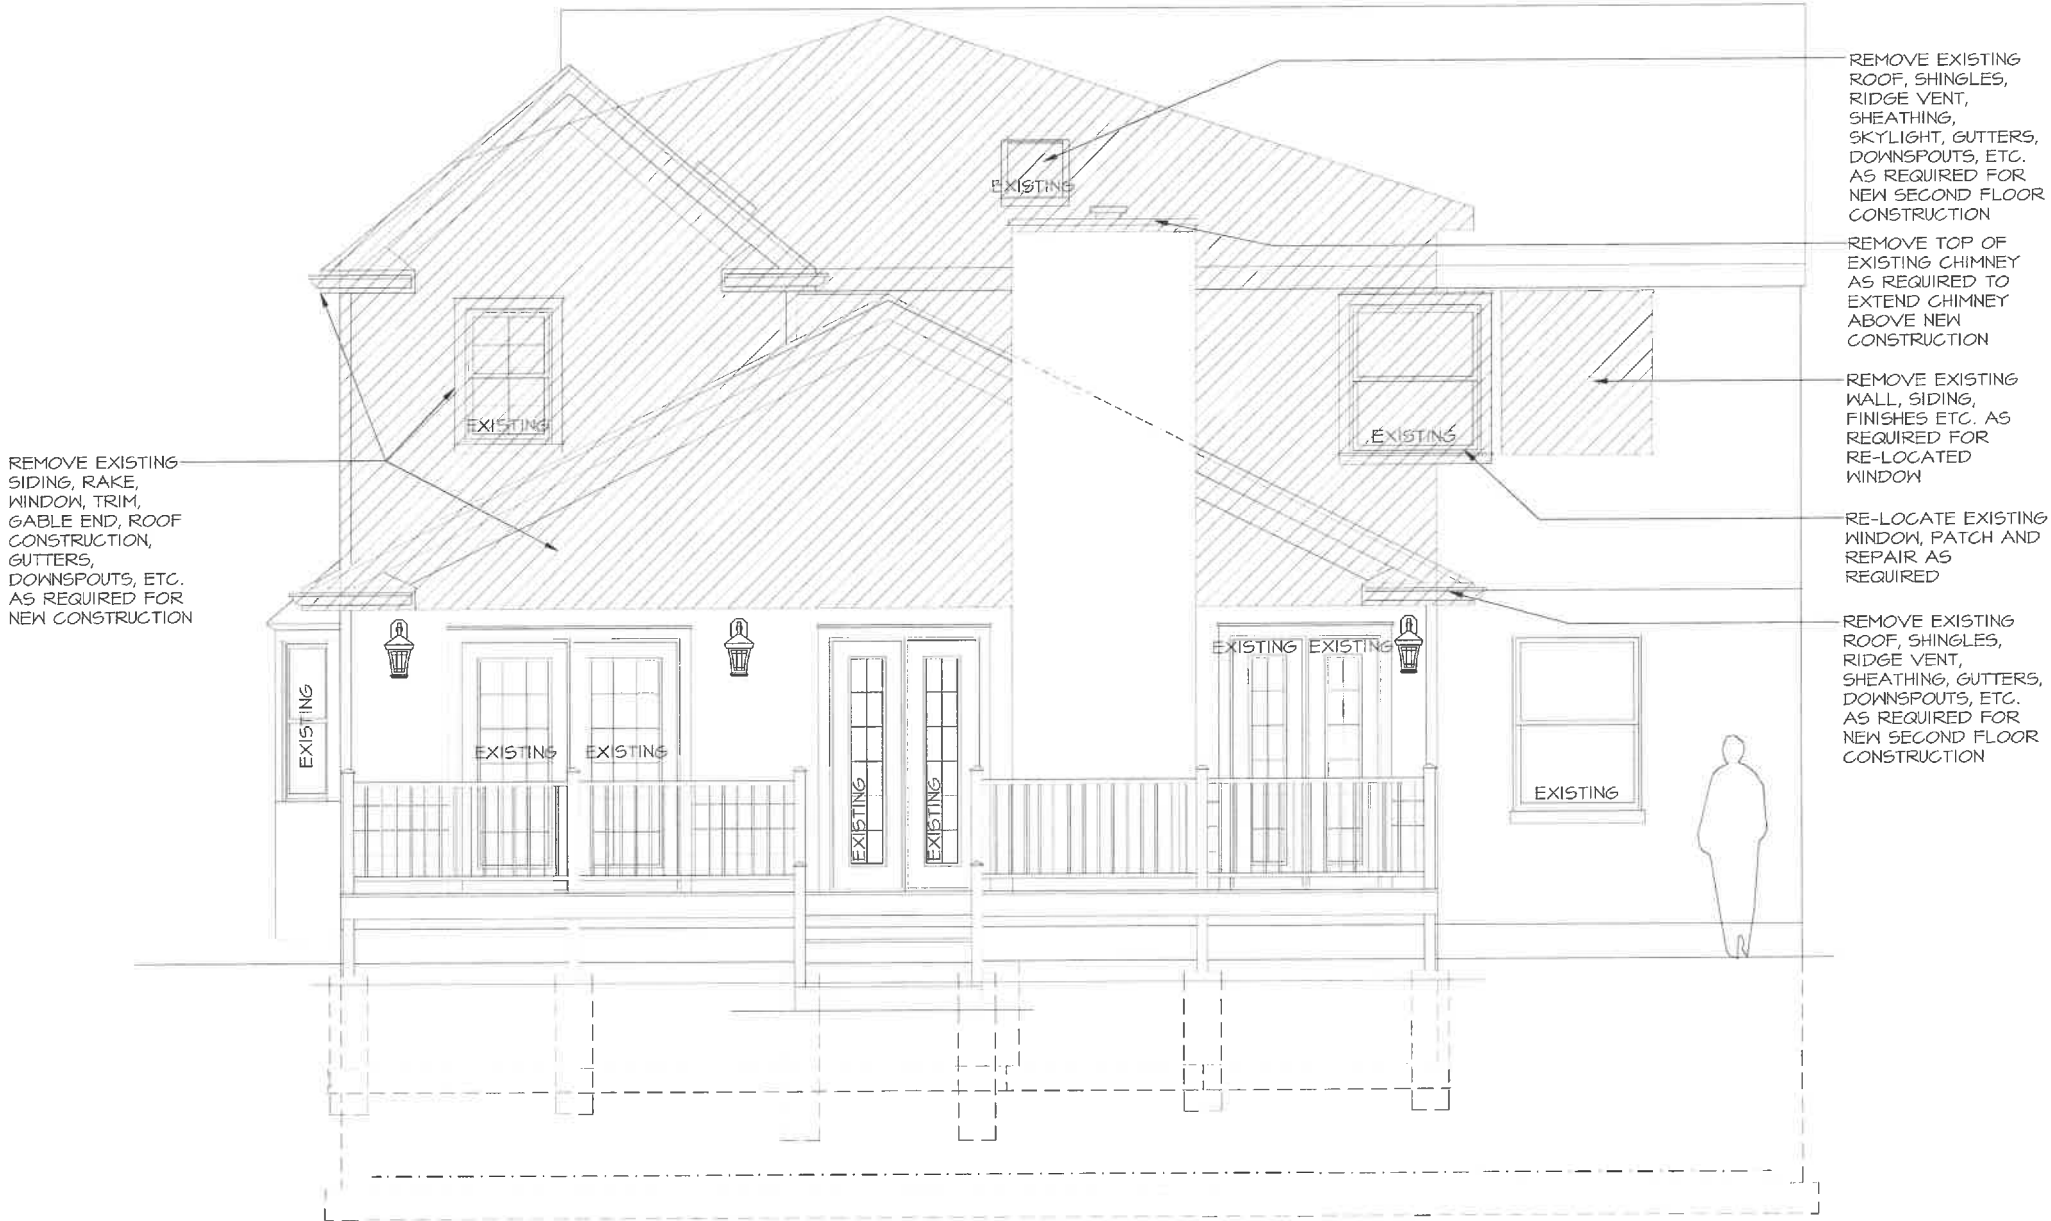 REMOVE EXISTING
ROOF, SHINGLES,
RIDGE VENT,
SHEATHING,
SKYLIGHT, GUTTERS,
DOWNSPOUTS, ETC.
AS REQUIRED FOR
NEW SECOND FLOOR
CONSTRUCTION
REMOVE TOP OF
EXISTING CHIMNEY
AS REQUIRED TO
EXTEND CHIMNEY
ABOVE NEW
CONSTRUCTION
REMOVE EXISTING
WALL, SIDING,
FINISHES ETC. AS
REQUIRED FOR
RE-LOCATED
WINDOW
RE-LOCATE EXISTING
WINDOW, PATCH AND
REPAIR AS
REQUIRED
REMOVE EXISTING
ROOF, SHINGLES,
RIDGE VENT,
SHEATHING, GUTTERS,
DOWNSPOUTS, ETC.
AS REQUIRED FOR
NEW SECOND FLOOR
CONSTRUCTION
REMOVE EXISTING
SIDING, RAKE,
WINDOW, TRIM,
GABLE END, ROOF
CONSTRUCTION,
GUTTERS,
DOWNSPOUTS, ETC.
AS REQUIRED FOR
NEW CONSTRUCTION
EXISTING
EXISTING
EXISTING
EXISTING
EXISTING
EXISTING
EXISTING
EXISTING
EXISTING
EXISTING
EXISTING